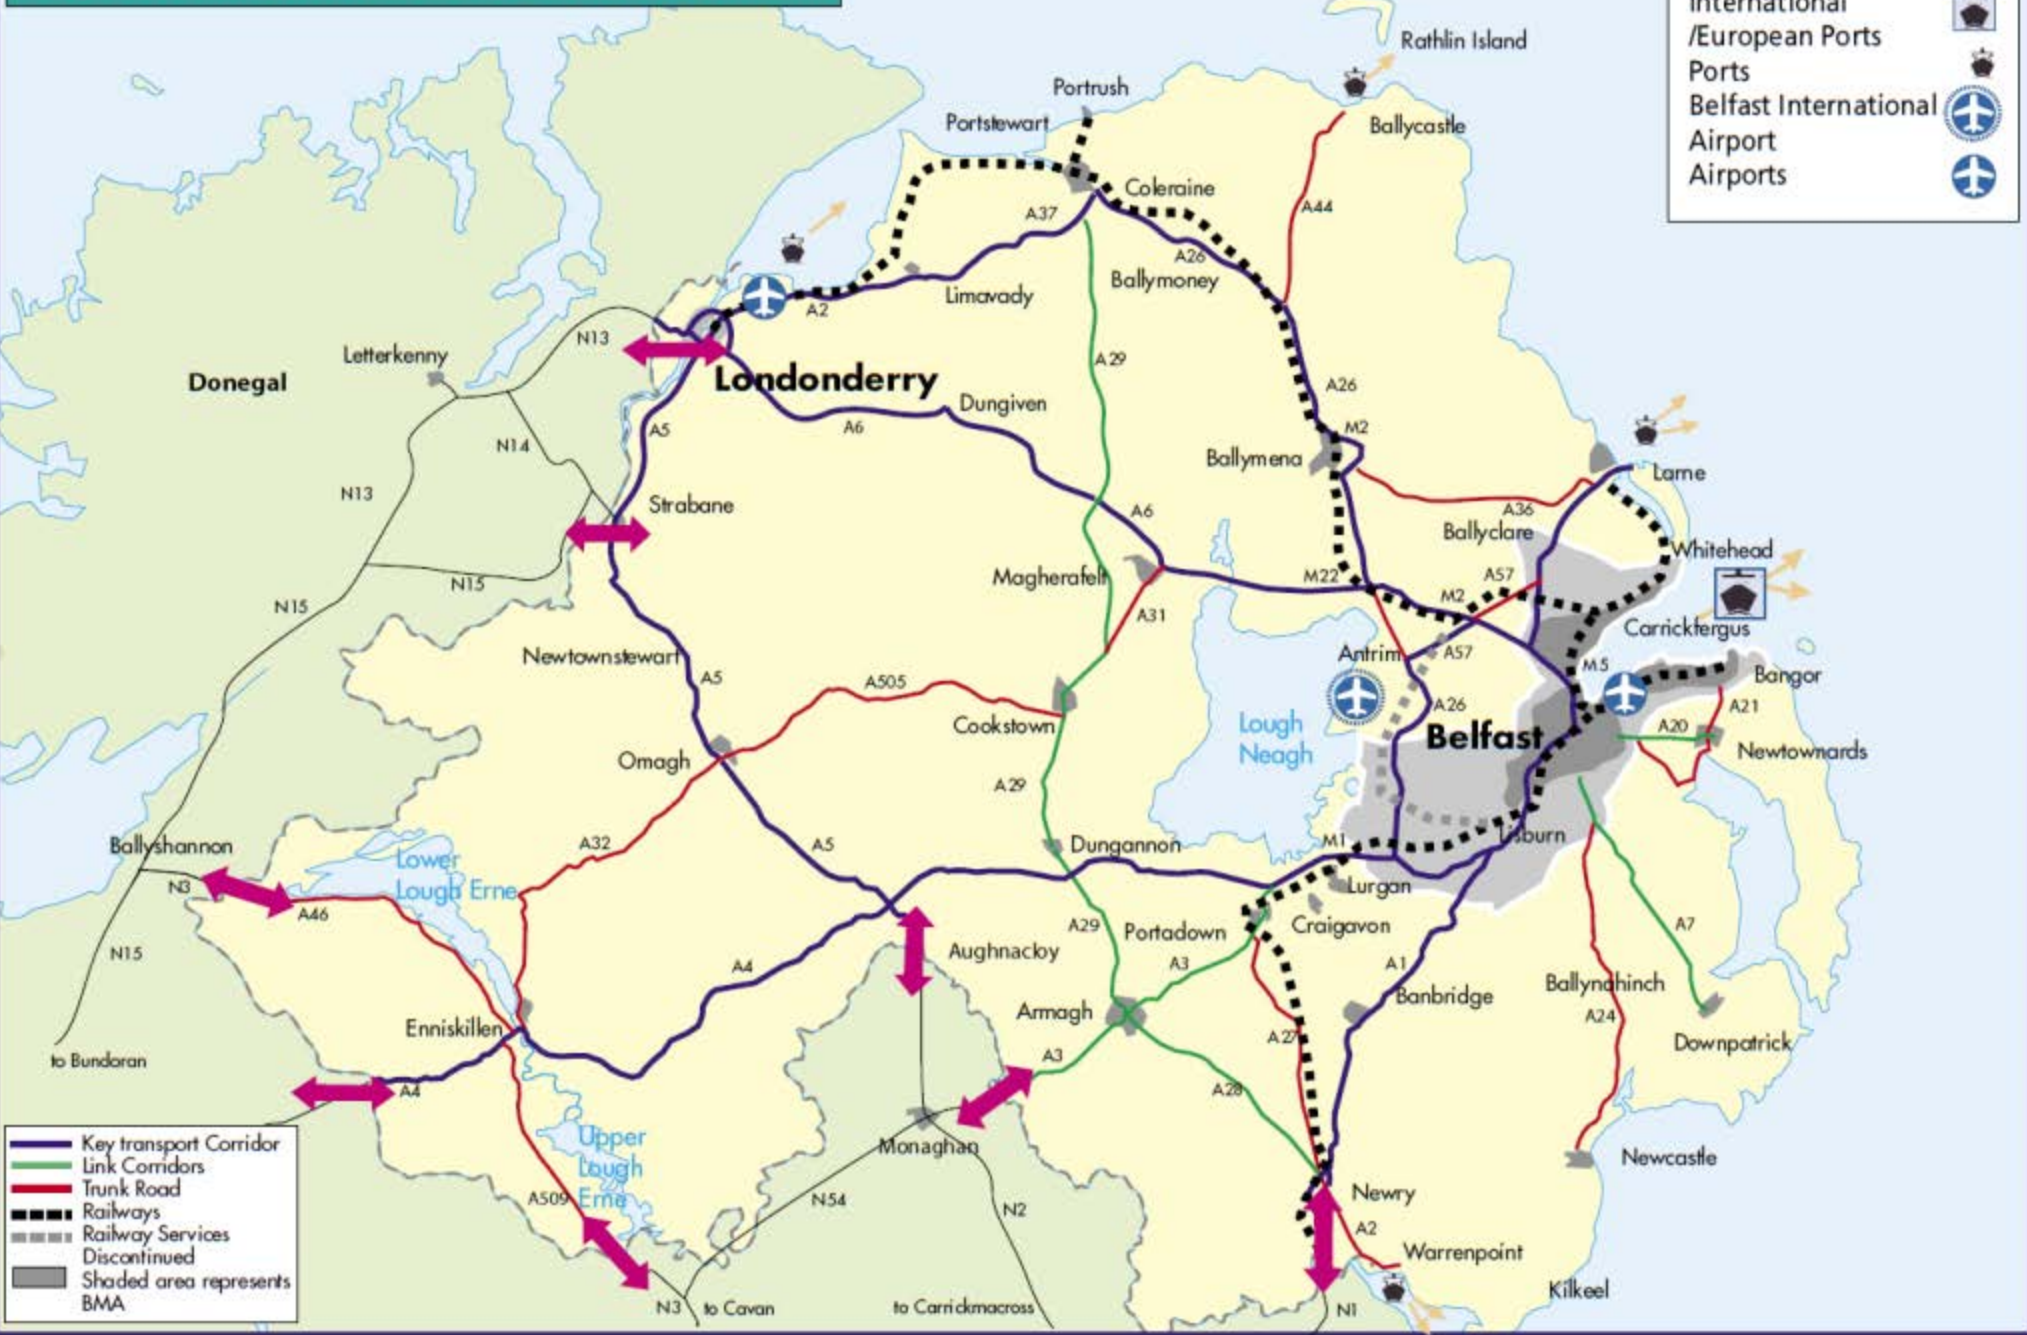 International
/European Ports
Ports
Belfast International
Airport
Airports
Rathlin Island
Portrush
Portstewart
Ballycastle
Coleraine
A37
A44
A26
Ballymoney
Limavady
A2
N13
Letterkenny
Donegal
Londonderry
A29
A26
Dungiven
A5
A6
M2
N14
Ballymena
Larne
N13
Strabane
A6
A36
Ballyclare
Whitehead
Magherafelt
M22
A57
N15
N15
M2
A31
Carrickfergus
Newtownstewart
Antrim
A57
M5
A5
A505
Bangor
A26
A21
Cookstown
Lough
Neagh
Belfast
A20
Newtownards
Omagh
A29
Ballyshannon
A32
A5
Dungannon
M1
Lisburn
Lower
Lough Erne
N3
A46
Lurgan
A29
Portadown
Craigavon
A7
N15
Aughnacloy
A3
A1
A4
Banbridge
Ballynahinch
Armagh
A24
Enniskillen
A27
Downpatrick
A3
to Bundoran
A4
A28
Monaghan
Upper
Lough
Erne
Newcastle
A509
N54
N2
Newry
A2
Warrenpoint
Kilkeel
N3
to Cavan
to Carrickmacross
N1
Key transport Corridor
Link Corridors
Trunk Road
Railways
Railway Services
Discontinued
Shaded area represents
BMA